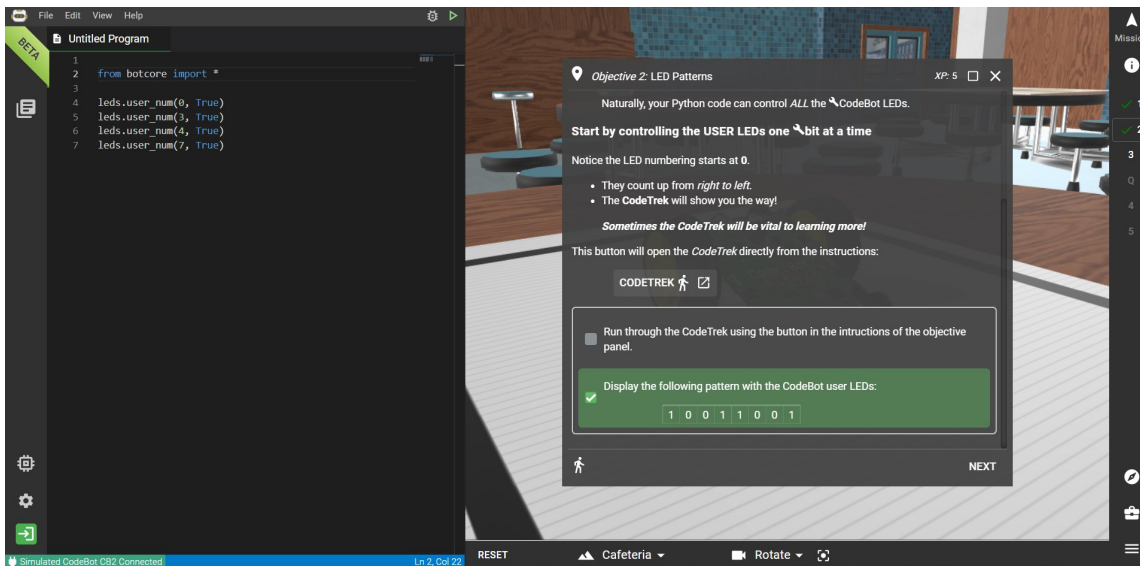 File Edit View Help
BETA
Untitled Program
1
2 from botcore import *
3
4 leds.user_num(0, True)
5 leds.user_num(3, True)
6 leds.user_num(4, True)
7 leds.user_num(7, True)
Simulated CodeBot CB2 Connected
Ln 2, Col 22
Objective 2: LED Patterns
XP: 5
Naturally, your Python code can control ALL the CodeBot LEDs.
Start by controlling the USER LEDs one bit at a time
Notice the LED numbering starts at 0.
• They count up from right to left.
• The CodeTrek will show you the way!
Sometimes the CodeTrek will be vital to learning more!
This button will open the CodeTrek directly from the instructions:
CODETREK
Run through the CodeTrek using the button in the intructions of the objective
panel.
Display the following pattern with the CodeBot user LEDs:
1 0 0 1 1 0 0 1
NEXT
RESET
Cafeteria
Rotate
Missio
1
2
3
Q
4
5